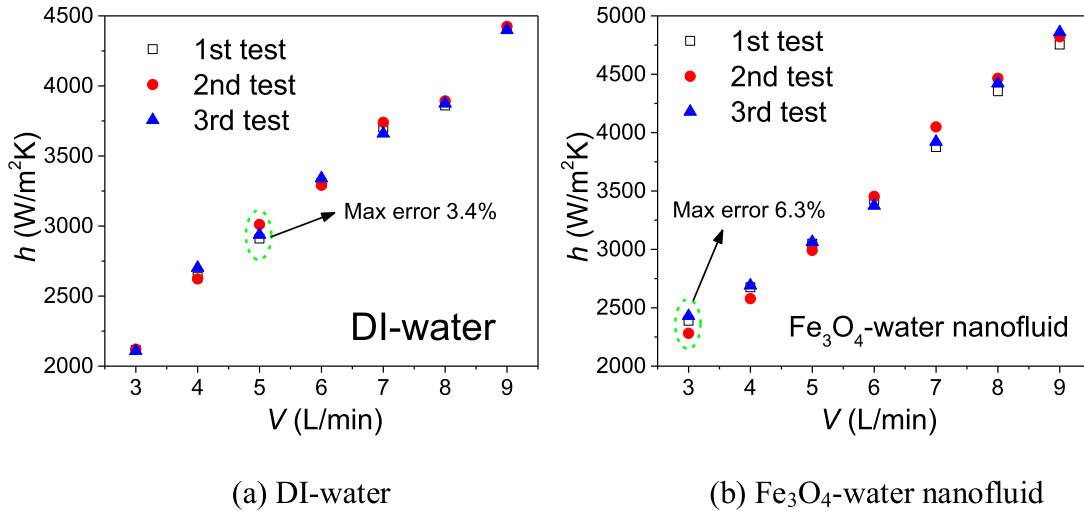 4500
4000
3500
3000
2500
2000
h (W/m²K)
1st test
2nd test
3rd test
Max error 3.4%
DI-water
3 4 5 6 7 8 9
V (L/min)
(a) DI-water
5000
4500
4000
3500
3000
2500
2000
h (W/m²K)
1st test
2nd test
3rd test
Max error 6.3%
Fe₃O₄-water nanofluid
3 4 5 6 7 8 9
V (L/min)
(b) Fe₃O₄-water nanofluid